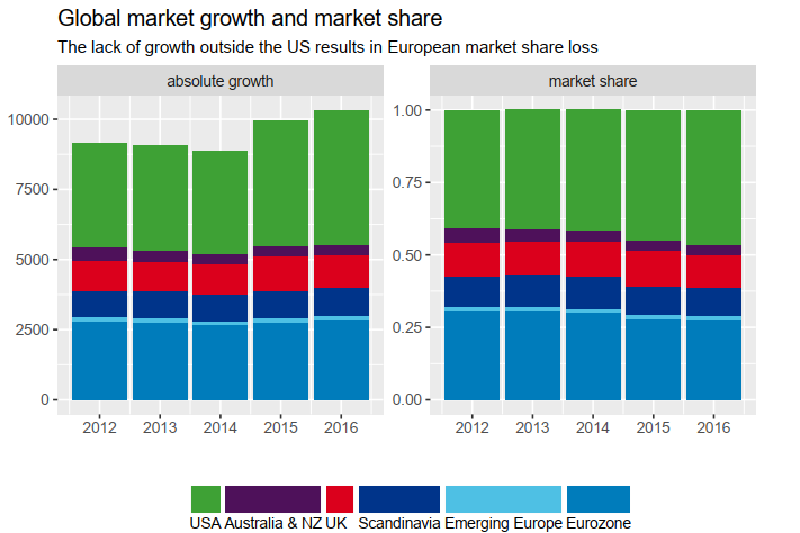 Global market growth and market share
The lack of growth outside the US results in European market share loss
absolute growth
market share
10000
7500
5000
2500
0
1.00
0.75
0.50
0.25
0.00
2012 2013 2014 2015 2016
2012 2013 2014 2015 2016
USA Australia & NZ UK Scandinavia Emerging Europe Eurozone